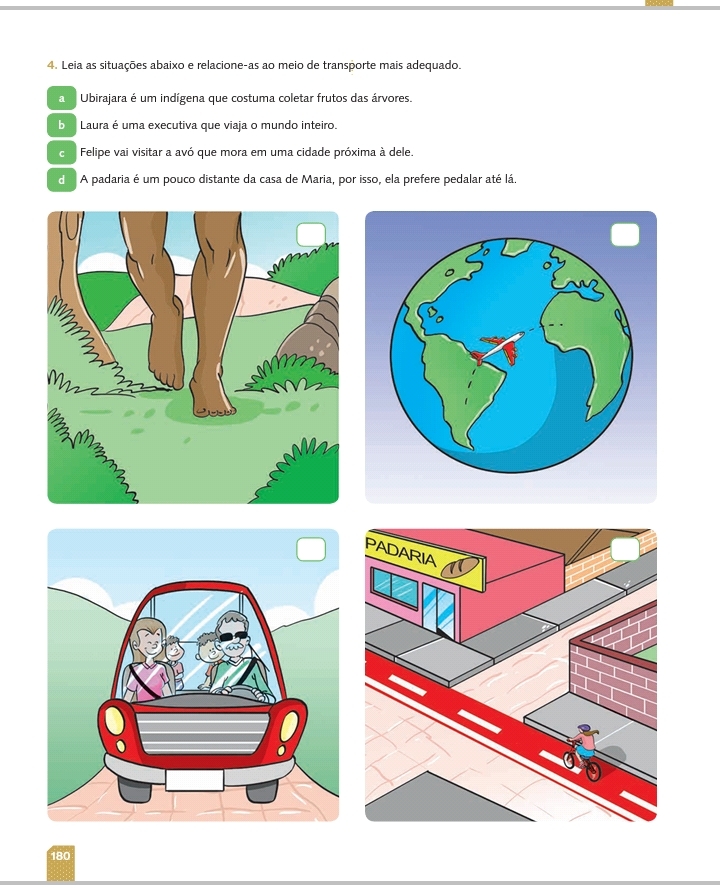 4. Leia as situações abaixo e relacione-as ao meio de transporte mais adequado.
a Ubirajara é um indígena que costuma coletar frutos das árvores.
b Laura é uma executiva que viaja o mundo inteiro.
c Felipe vai visitar a avó que mora em uma cidade próxima à dele.
d A padaria é um pouco distante da casa de Maria, por isso, ela prefere pedalar até lá.
PADARIA
180